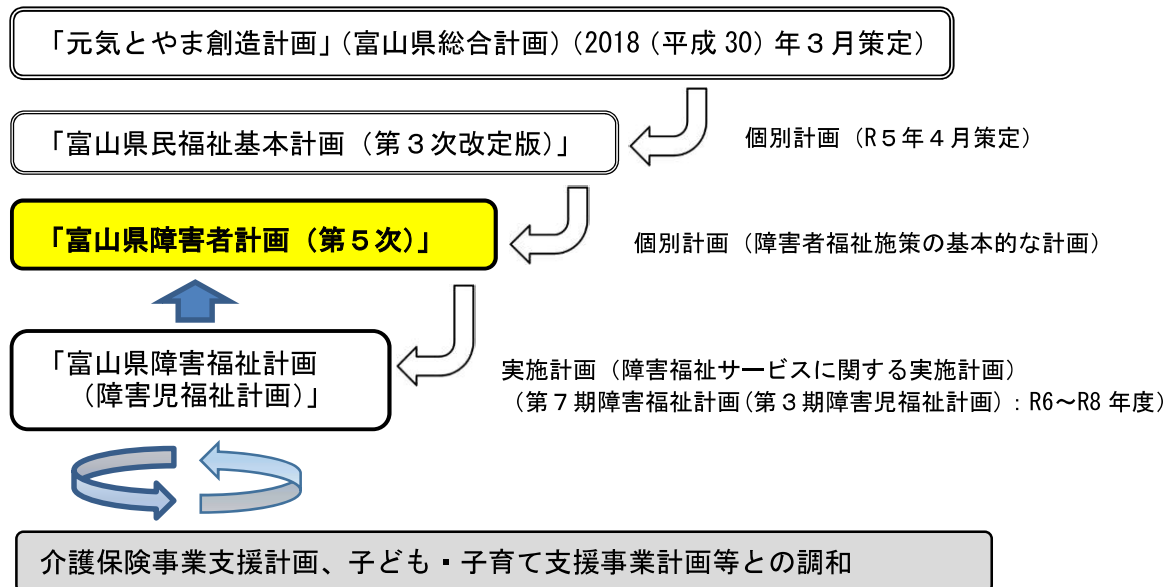 「元気とやま創造計画」(富山県総合計画)(2018(平成 30)年３月策定)
「富山県民福祉基本計画(第３次改定版)」
個別計画(R５年４月策定)
「富山県障害者計画(第５次)」
個別計画(障害者福祉施策の基本的な計画)
「富山県障害福祉計画
(障害児福祉計画)」
実施計画(障害福祉サービスに関する実施計画)
(第７期障害福祉計画(第３期障害児福祉計画):R6～R8 年度)
介護保険事業支援計画、子ども・子育て支援事業計画等との調和